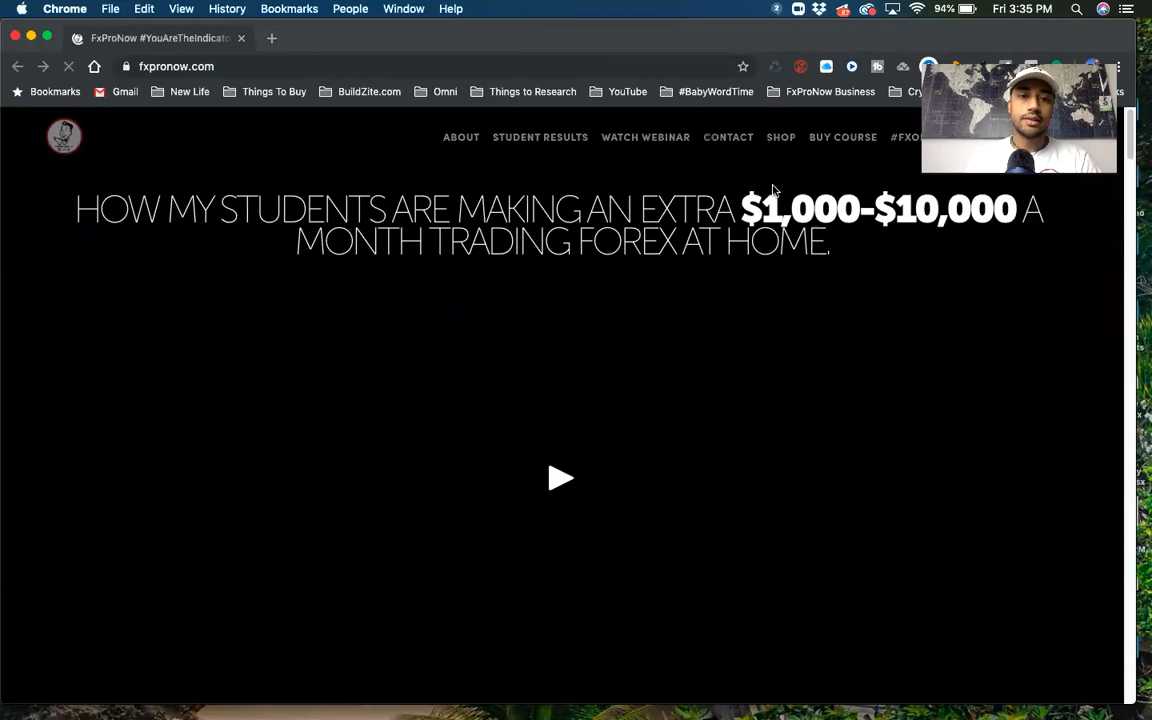 Chrome File Edit View History Bookmarks People Window Help 94% Fri 3:35 PM
FxProNow #YouAreTheIndicato
fxpronow.com
Bookmarks Gmail New Life Things To Buy BuildZite.com Omni Things to Research YouTube #BabyWordTime FxProNow Business
ABOUT STUDENT RESULTS WATCH WEBINAR CONTACT SHOP BUY COURSE
HOW MY STUDENTS ARE MAKING AN EXTRA $1,000-$10,000 A
MONTH TRADING FOREX AT HOME.